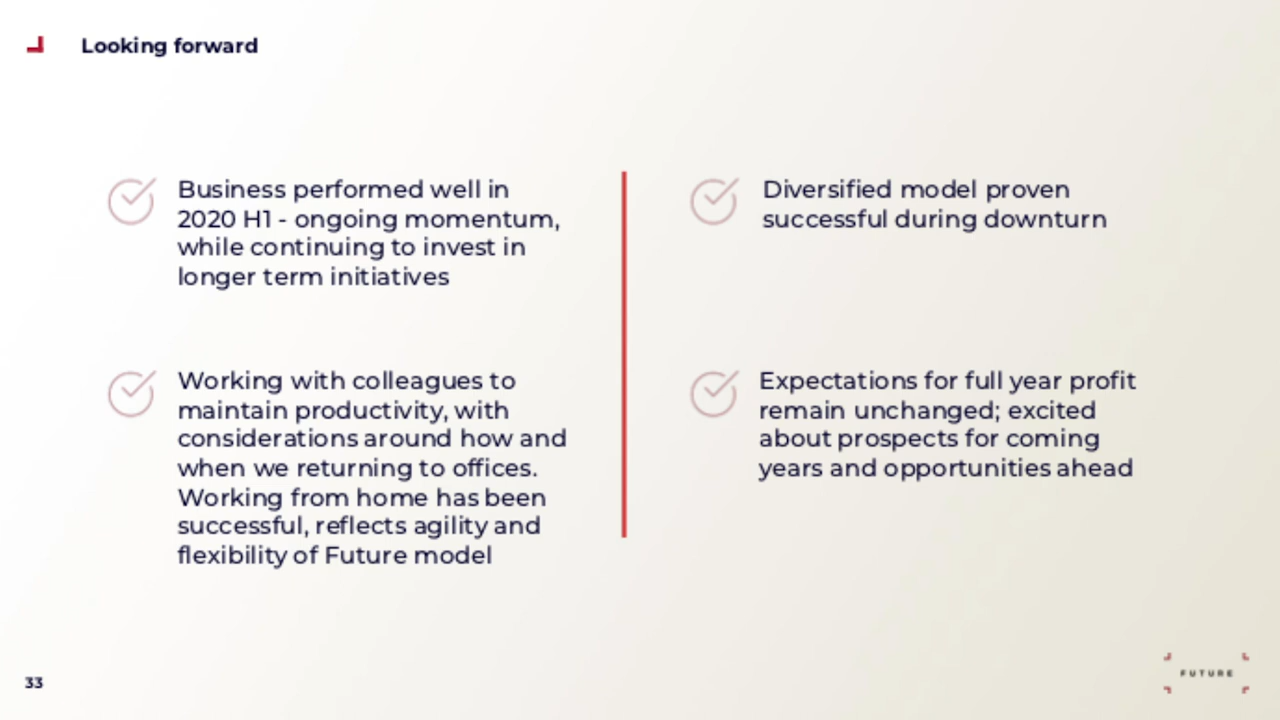 Looking forward
Business performed well in
2020 H1 - ongoing momentum,
while continuing to invest in
longer term initiatives
Working with colleagues to
maintain productivity, with
considerations around how and
when we returning to offices.
Working from home has been
successful, reflects agility and
flexibility of Future model
Diversified model proven
successful during downturn
Expectations for full year profit
remain unchanged; excited
about prospects for coming
years and opportunities ahead
33
FUTURE